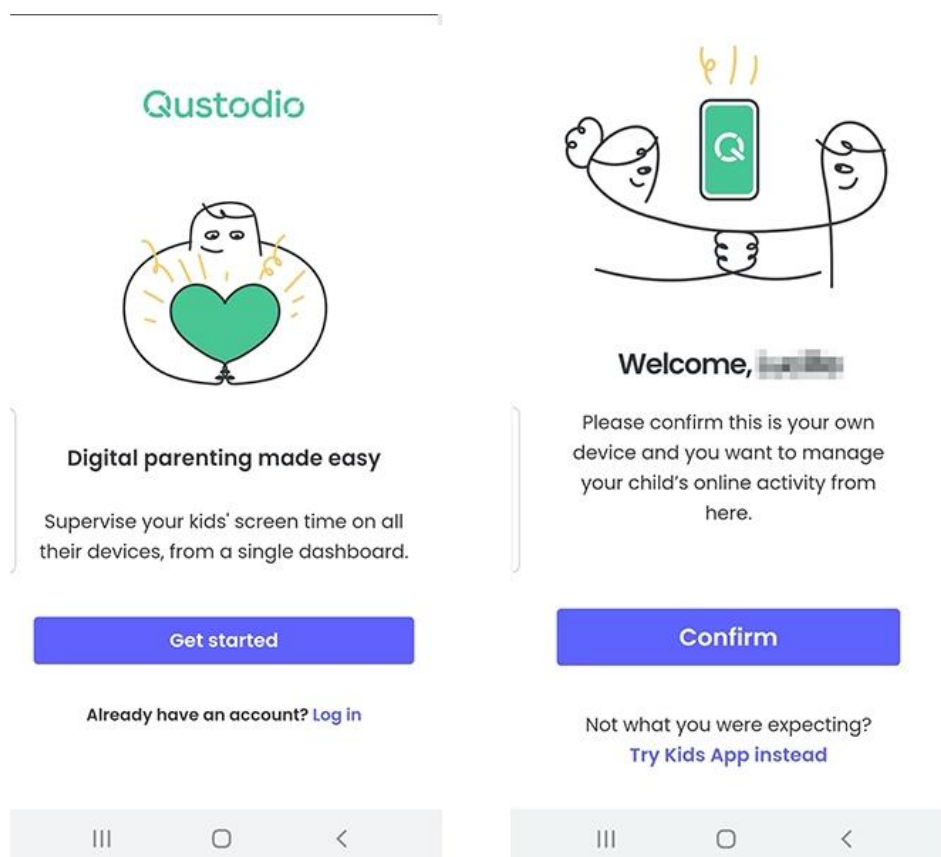 Qustodio
Digital parenting made easy
Supervise your kids' screen time on all
their devices, from a single dashboard.
Get started
Already have an account? Log in
Q
Welcome,
Please confirm this is your own
device and you want to manage
your child's online activity from
here.
Confirm
Not what you were expecting?
Try Kids App instead